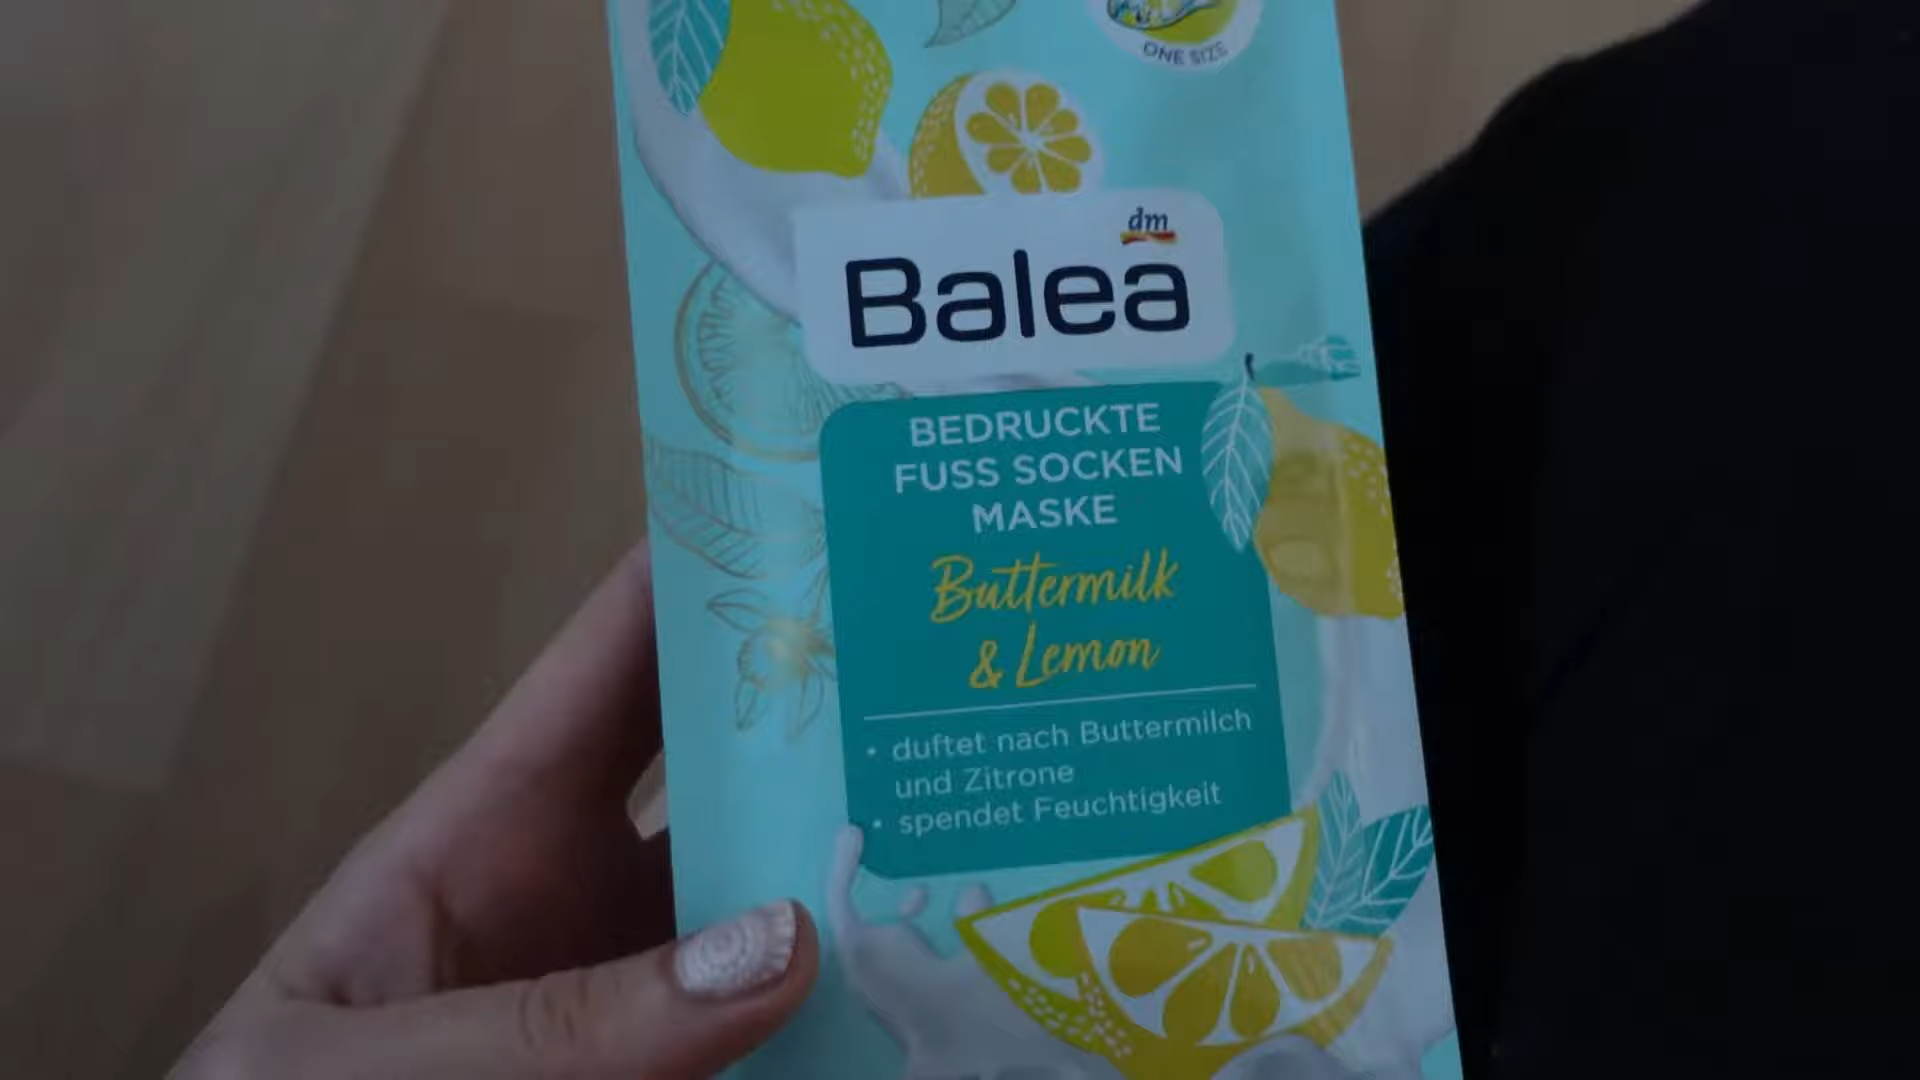 ONE SIZE
dm
Balea
BEDRUCKTE
FUSS SOCKEN
MASKE
Buttermilk
& Lemon
• duftet nach Buttermilch
und Zitrone
• spendet Feuchtigkeit